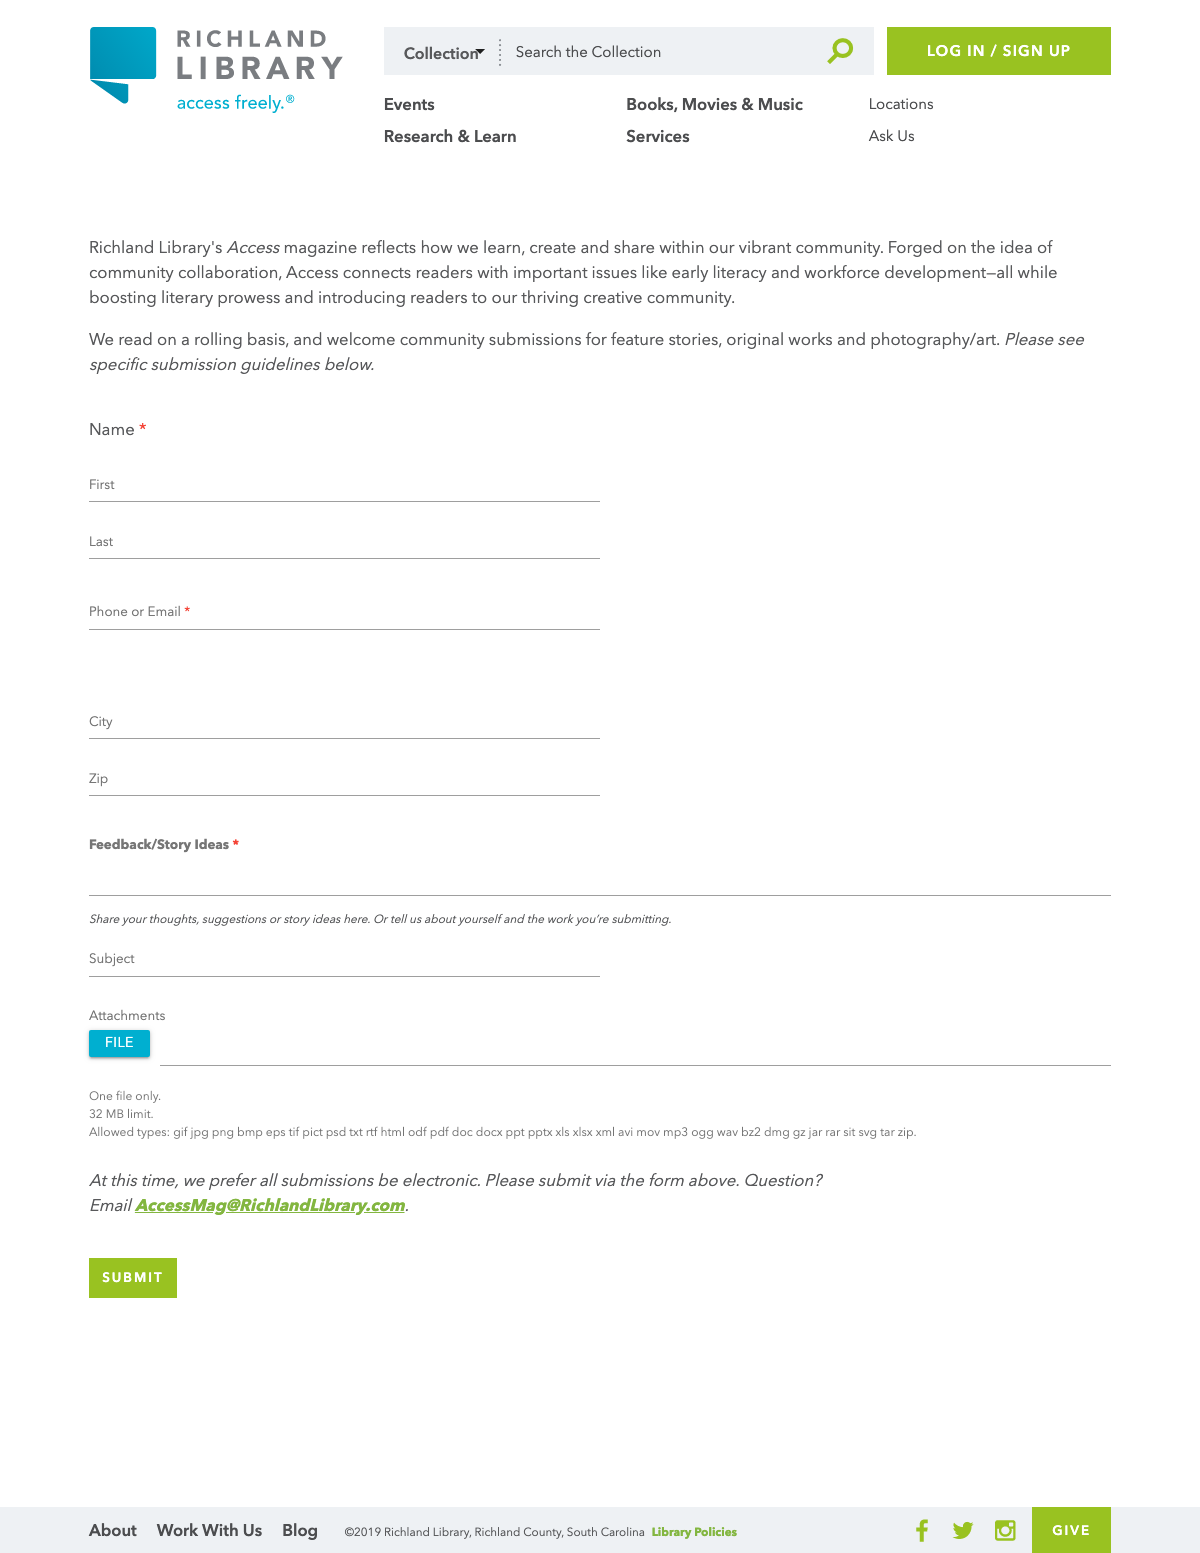 RICHLAND
LIBRARY
access freely.®
Collection
Search the Collection
LOG IN / SIGN UP
Events
Books, Movies & Music
Locations
Research & Learn
Services
Ask Us
Richland Library's Access magazine reflects how we learn, create and share within our vibrant community. Forged on the idea of
community collaboration, Access connects readers with important issues like early literacy and workforce development—all while
boosting literary prowess and introducing readers to our thriving creative community.
We read on a rolling basis, and welcome community submissions for feature stories, original works and photography/art. Please see
specific submission guidelines below.
Name *
First
Last
Phone or Email *
City
Zip
Feedback/Story Ideas *
Share your thoughts, suggestions or story ideas here. Or tell us about yourself and the work you’re submitting.
Subject
Attachments
FILE
One file only.
32 MB limit.
Allowed types: gif jpg png bmp eps tif pict psd txt rtf html odf pdf doc docx ppt pptx xls xlsx xml avi mov mp3 ogg wav bz2 dmg gz jar rar sit svg tar zip.
At this time, we prefer all submissions be electronic. Please submit via the form above. Question?
Email AccessMag@RichlandLibrary.com.
SUBMIT
About
Work With Us
Blog
©2019 Richland Library, Richland County, South Carolina
Library Policies
GIVE